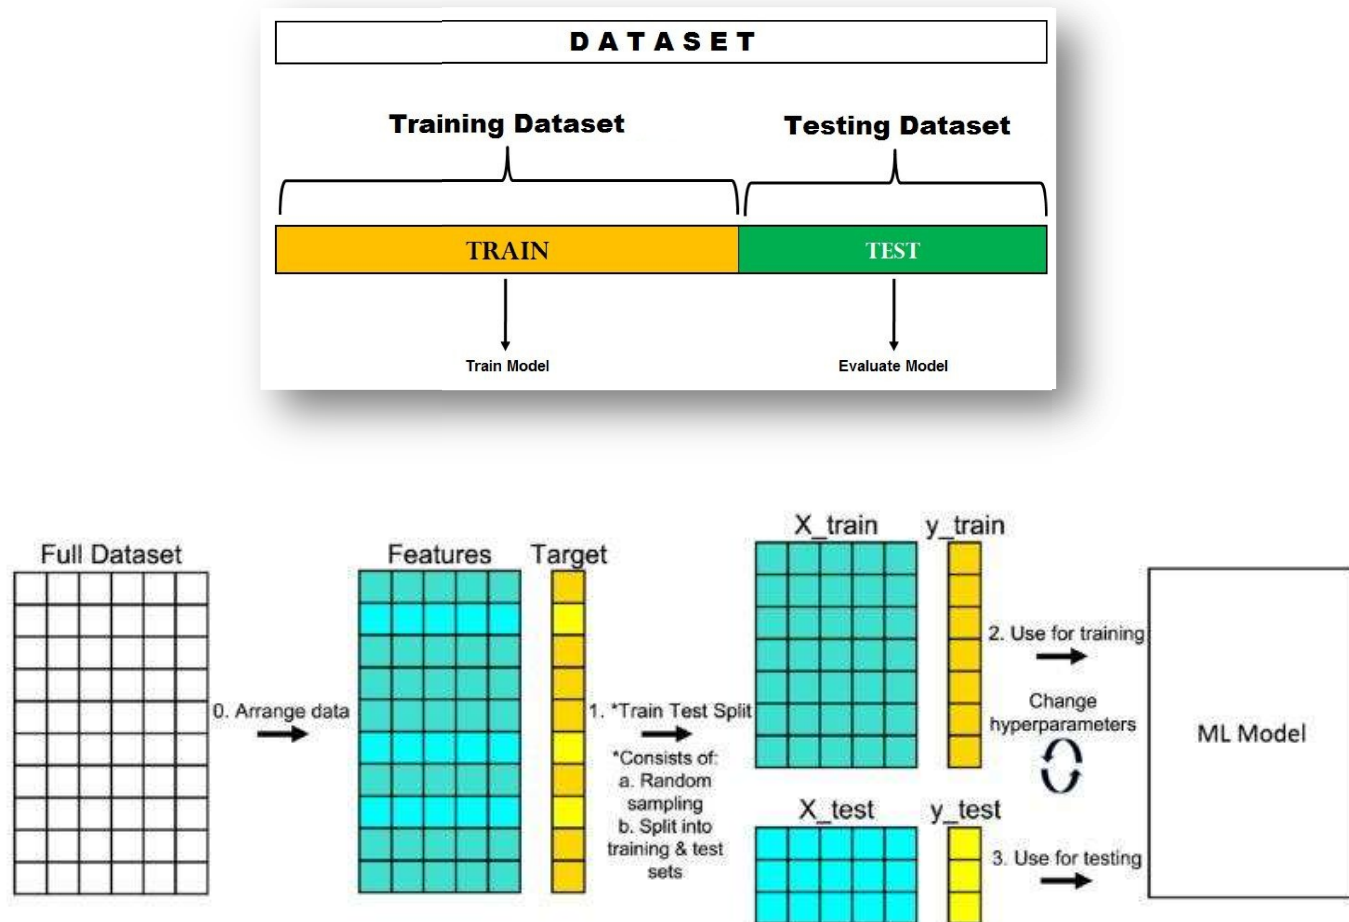 DATASET
Training Dataset
Testing Dataset
TRAIN
TEST
Train Model
Evaluate Model
Full Dataset
0. Arrange data
Features
Target
1. *Train Test Split
*Consists of:
a. Random
sampling
b. Split into
training & test
sets
X_train
y_train
2. Use for training
Change
hyperparameters
X_test
y_test
3. Use for testing
ML Model